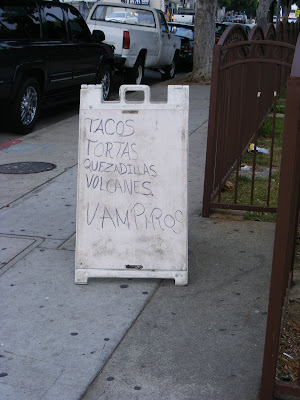 TACOS
TORTAS
QUEZADILLAS
VOLCANES.
VAMPIROS